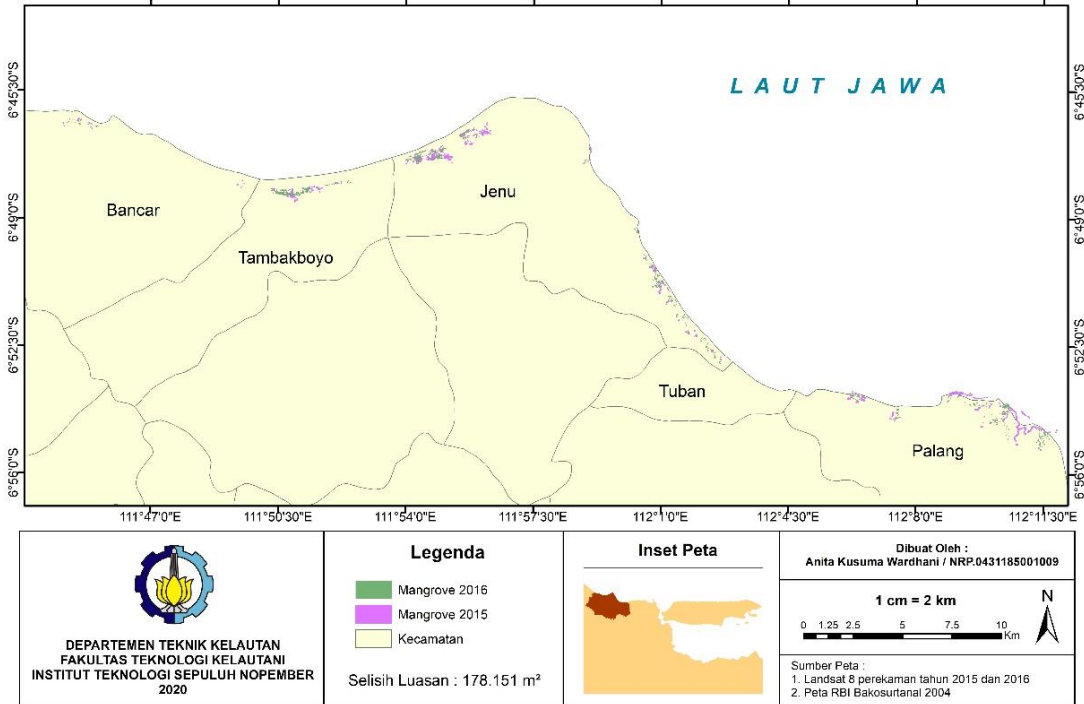 LAUT JAWA
6°45'30"S
6°45'30"S
Bancar
Jenu
6°49'0"S
6°49'0"S
Tambakboyo
6°52'30"S
6°52'30"S
Tuban
Palang
6°56'0"S
6°56'0"S
111°47'0"E
111°50'30"E
111°54'0"E
111°57'30"E
112°1'0"E
112°4'30"E
112°8'0"E
112°11'30"E
DEPARTEMEN TEKNIK KELAUTAN
FAKULTAS TEKNOLOGI KELAUTANI
INSTITUT TEKNOLOGI SEPULUH NOPEMBER
2020
Legenda
Mangrove 2016
Mangrove 2015
Kecamatan
Selisih Luasan : 178.151 m²
Inset Peta
Dibuat Oleh :
Anita Kusuma Wardhani / NRP.0431185001009
1 cm = 2 km
N
0 1.25 2.5 5 7.5 10
Km
Sumber Peta :
1. Landsat 8 perekaman tahun 2015 dan 2016
2. Peta RBI Bakosurtanal 2004